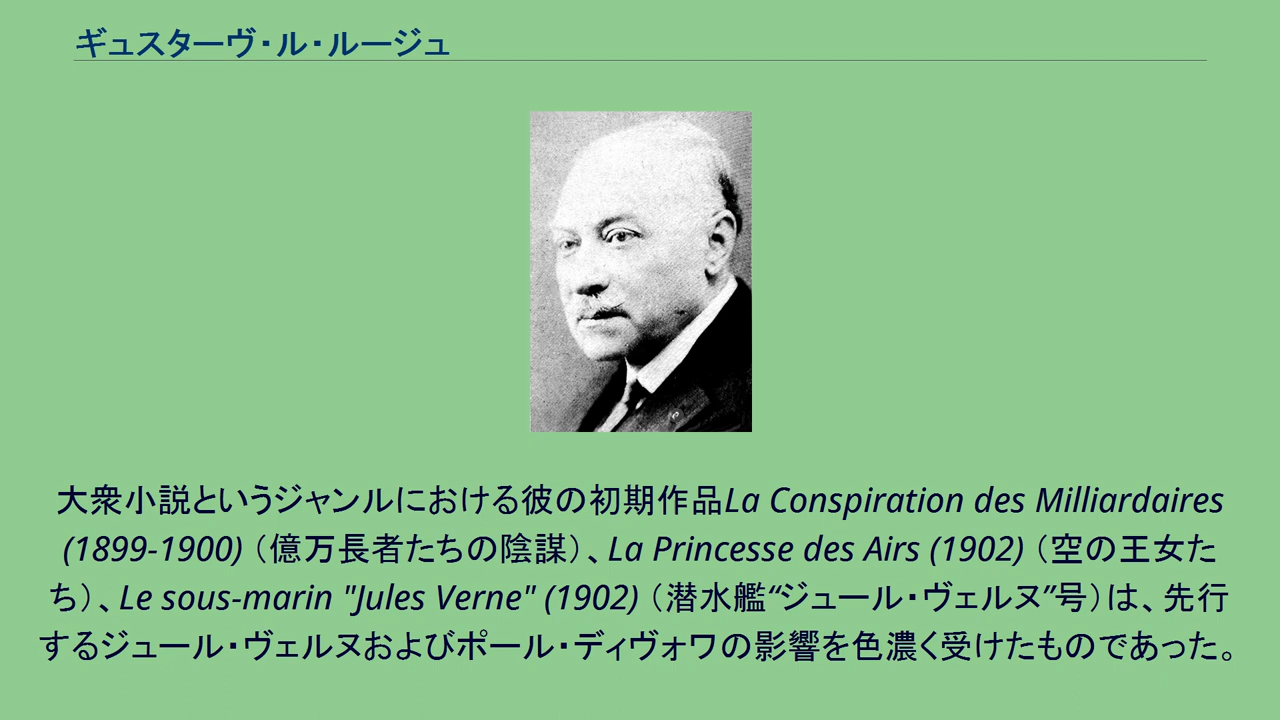 ギュスターヴ・ル・ルージュ
大衆小説というジャンルにおける彼の初期作品La Conspiration des Milliardaires
(1899-1900)（億万長者たちの陰謀）、La Princesse des Airs (1902)（空の王女た
ち）、Le sous-marin "Jules Verne" (1902)（潜水艦“ジュール・ヴェルヌ”号）は、先行
するジュール・ヴェルヌおよびポール・ディヴォワの影響を色濃く受けたものであった。